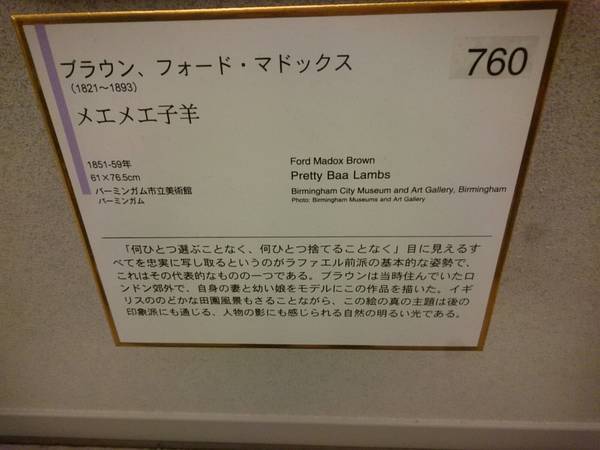 ブラウン、フォード・マドックス
760
(1821〜1893)
メエメエ子羊
1851-59年
61×76.5cm
バーミンガム市立美術館
バーミンガム
Ford Madox Brown
Pretty Baa Lambs
Birmingham City Museum and Art Gallery, Birmingham
Photo: Birmingham Museums and Art Gallery
「何ひとつ選ぶことなく、何ひとつ捨てることなく」目に見えるす
べてを忠実に写し取るというのがラファエル前派の基本的な姿勢で、
これはその代表的なものの一つである。ブラウンは当時住んでいたロ
ンドン郊外で、自身の妻と幼い娘をモデルにこの作品を描いた。イギ
リスののどかな田園風景もさることながら、この絵の真の主題は後の
印象派にも通じる、人物の影にも感じられる自然の明るい光である。